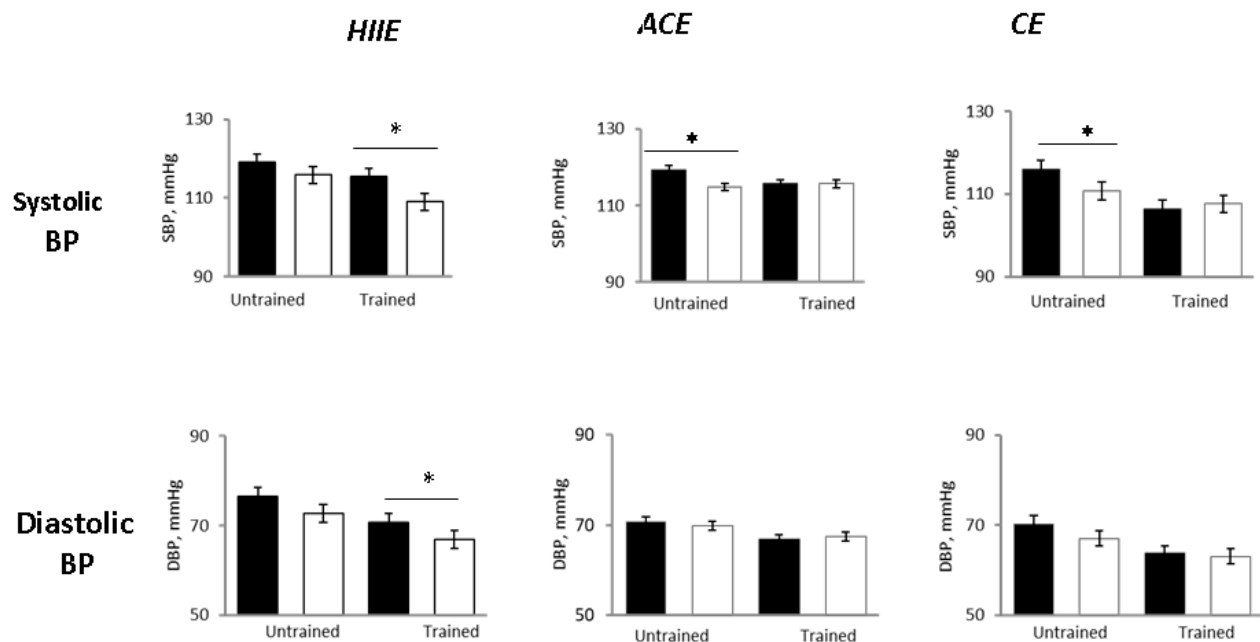 HIIE ACE CE
Systolic
BP
SBP, mmHg
130
110
90
*
Untrained Trained
SBP, mmHg
130
110
90
*
Untrained Trained
SBP, mmHg
130
110
90
*
Untrained Trained
Diastolic
BP
DBP, mmHg
90
70
50
*
Untrained Trained
DBP, mmHg
90
70
50
Untrained Trained
DBP, mmHg
90
70
50
Untrained Trained